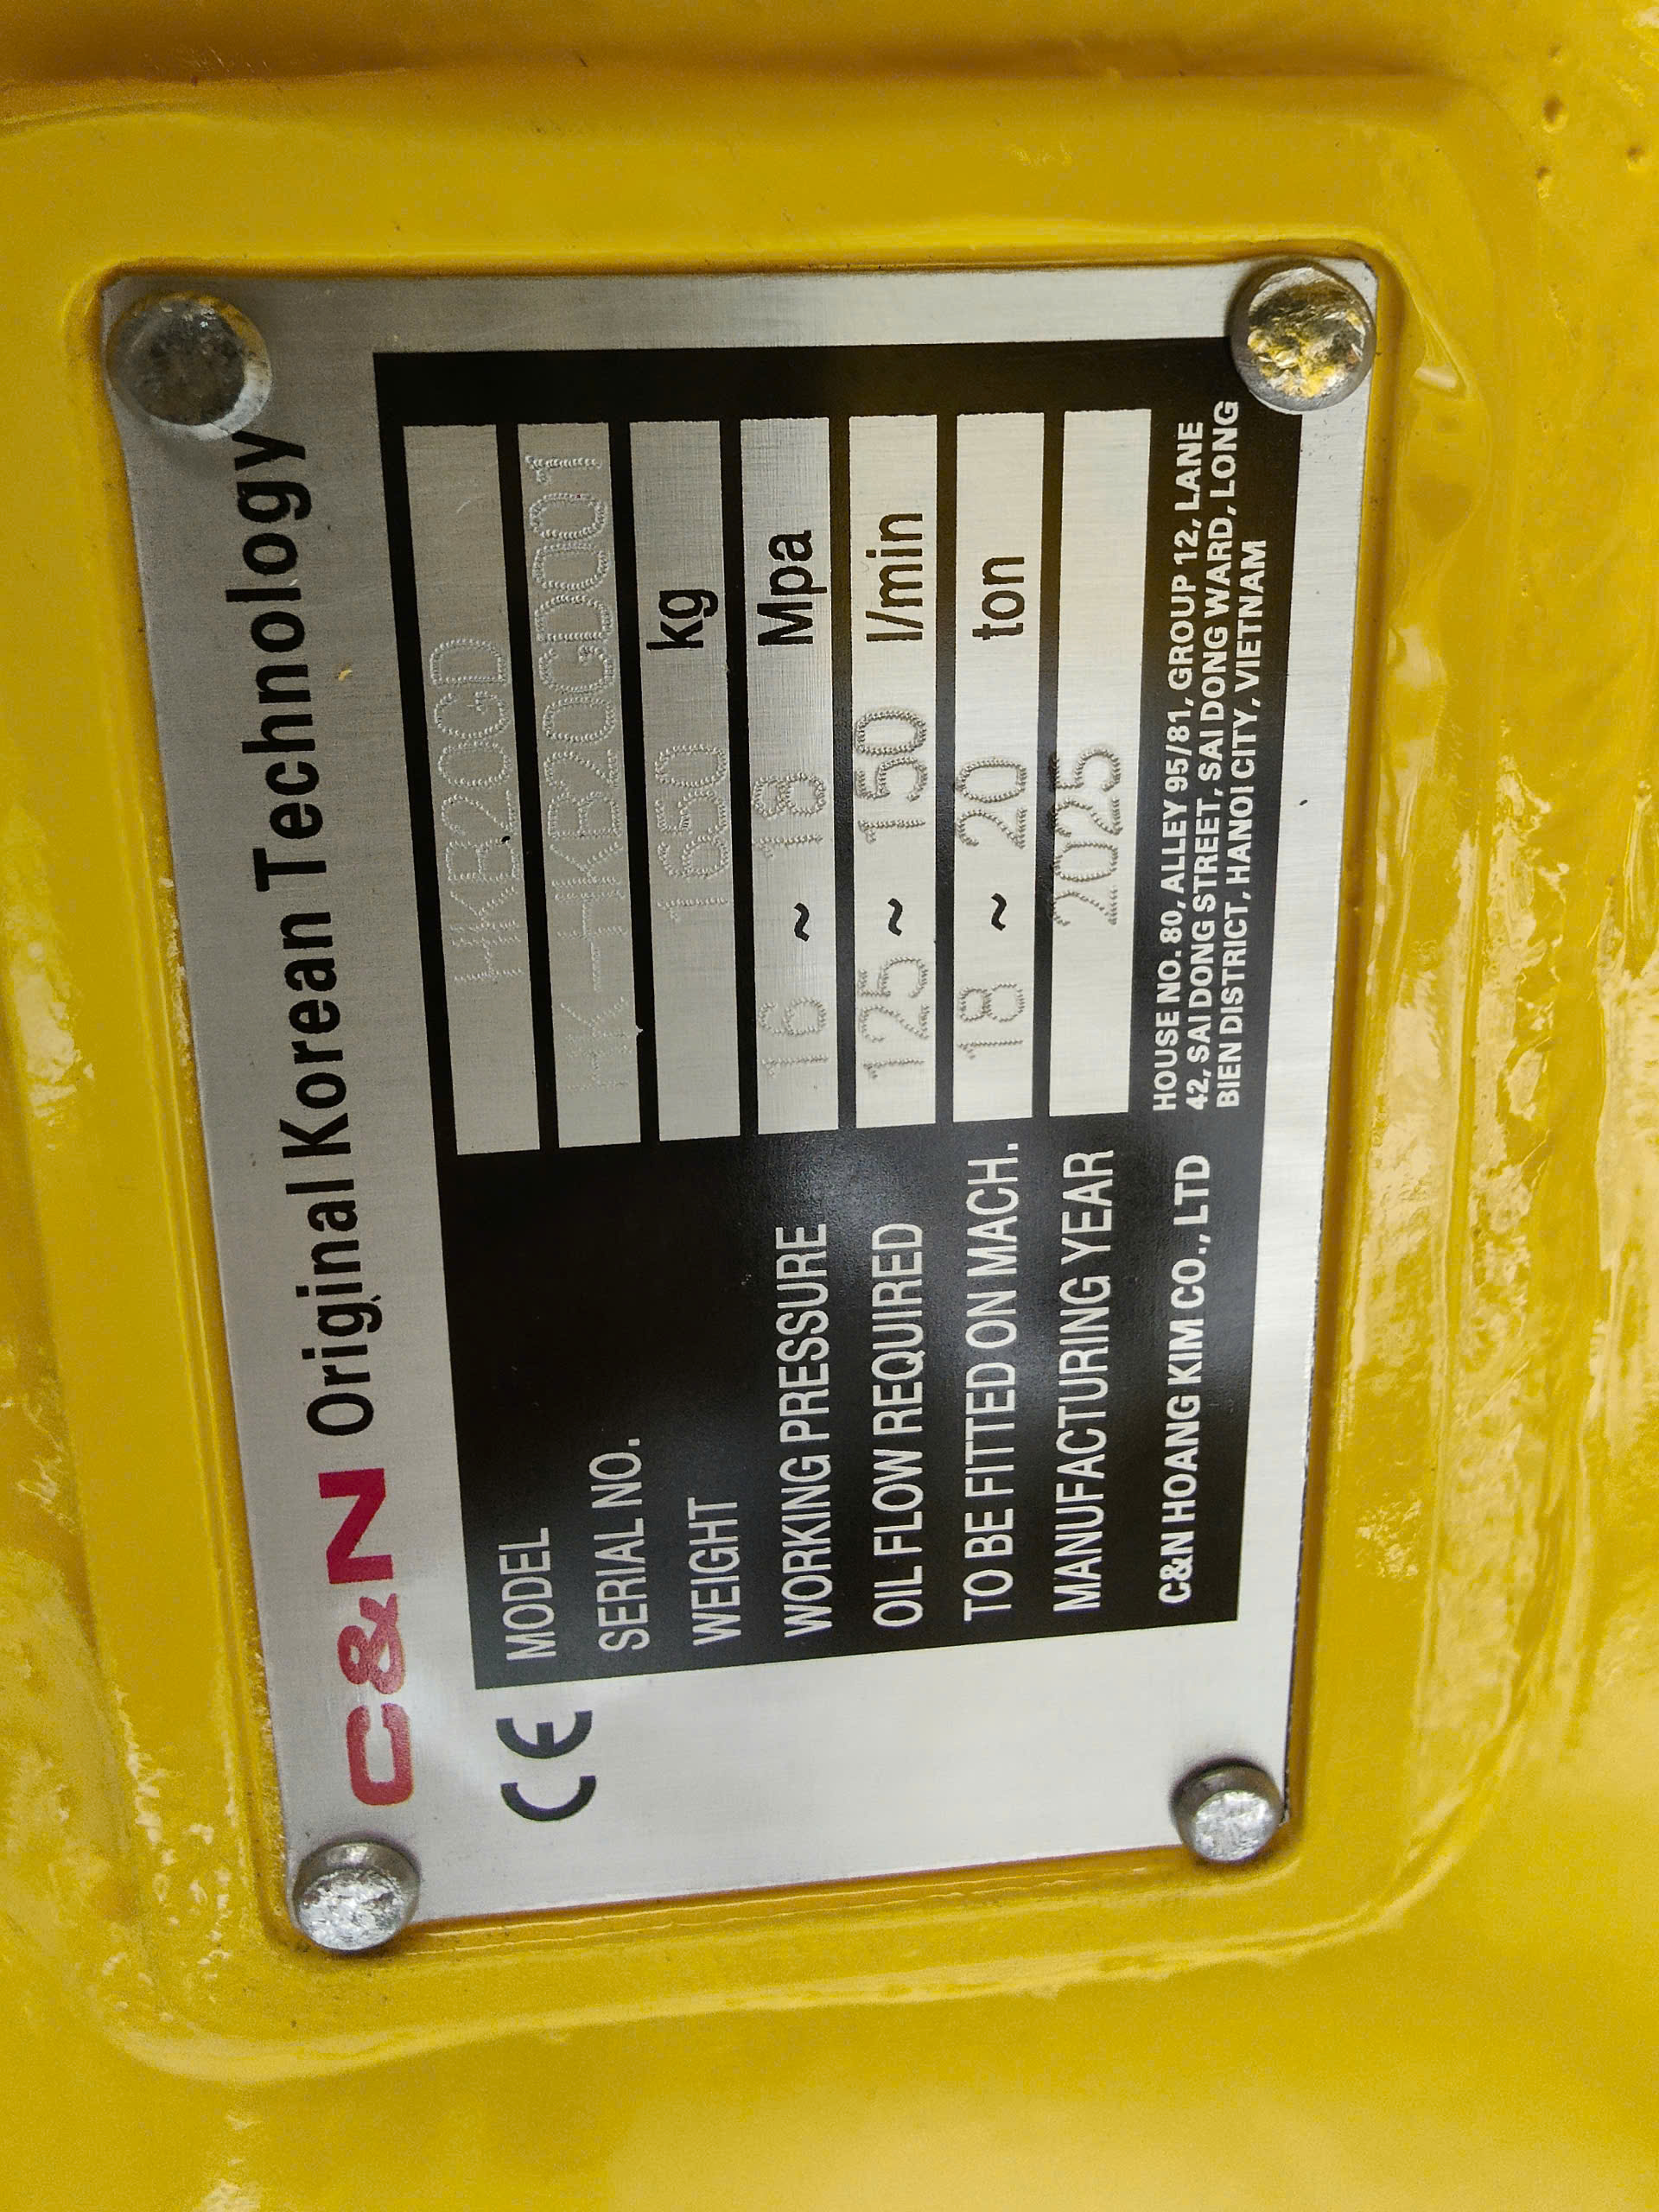 C&N Original Korean Technology
CE
MODEL HKB20GD
SERIAL NO. HK-HKB20GD001
WEIGHT 1650 kg
WORKING PRESSURE 16 ~ 18 Mpa
OIL FLOW REQUIRED 125 ~ 150 l/min
TO BE FITTED ON MACH. 18 ~ 20 ton
MANUFACTURING YEAR 2025
C&N HOANG KIM CO., LTD
HOUSE NO. 80, ALLEY 95/81, GROUP 12, LANE
42, SAI DONG STREET, SAI DONG WARD, LONG
BIEN DISTRICT, HANOI CITY, VIETNAM